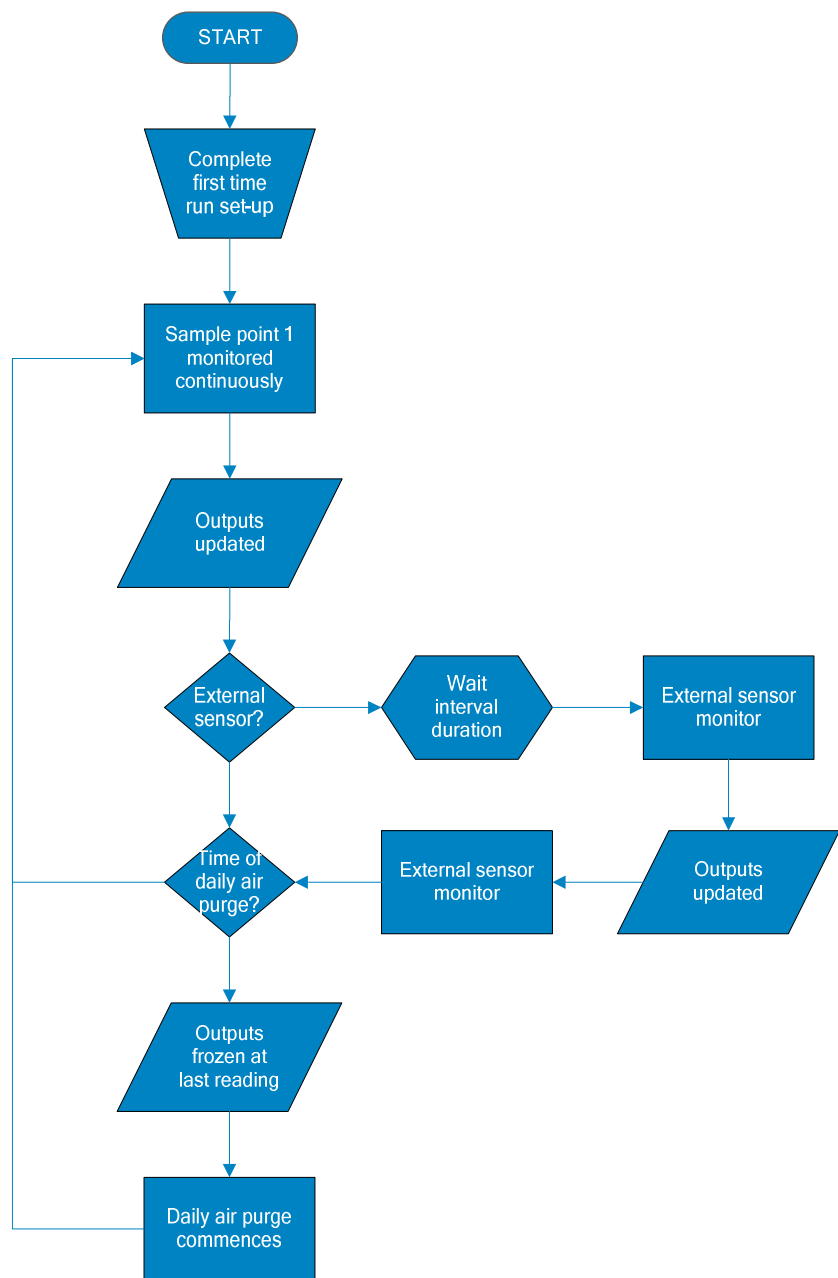 START
Complete
first time
run set-up
Sample point 1
monitored
continuously
Outputs
updated
External
sensor?
Wait
interval
duration
External sensor
monitor
Outputs
updated
External sensor
monitor
Time of
daily air
purge?
Outputs
frozen at
last reading
Daily air purge
commences